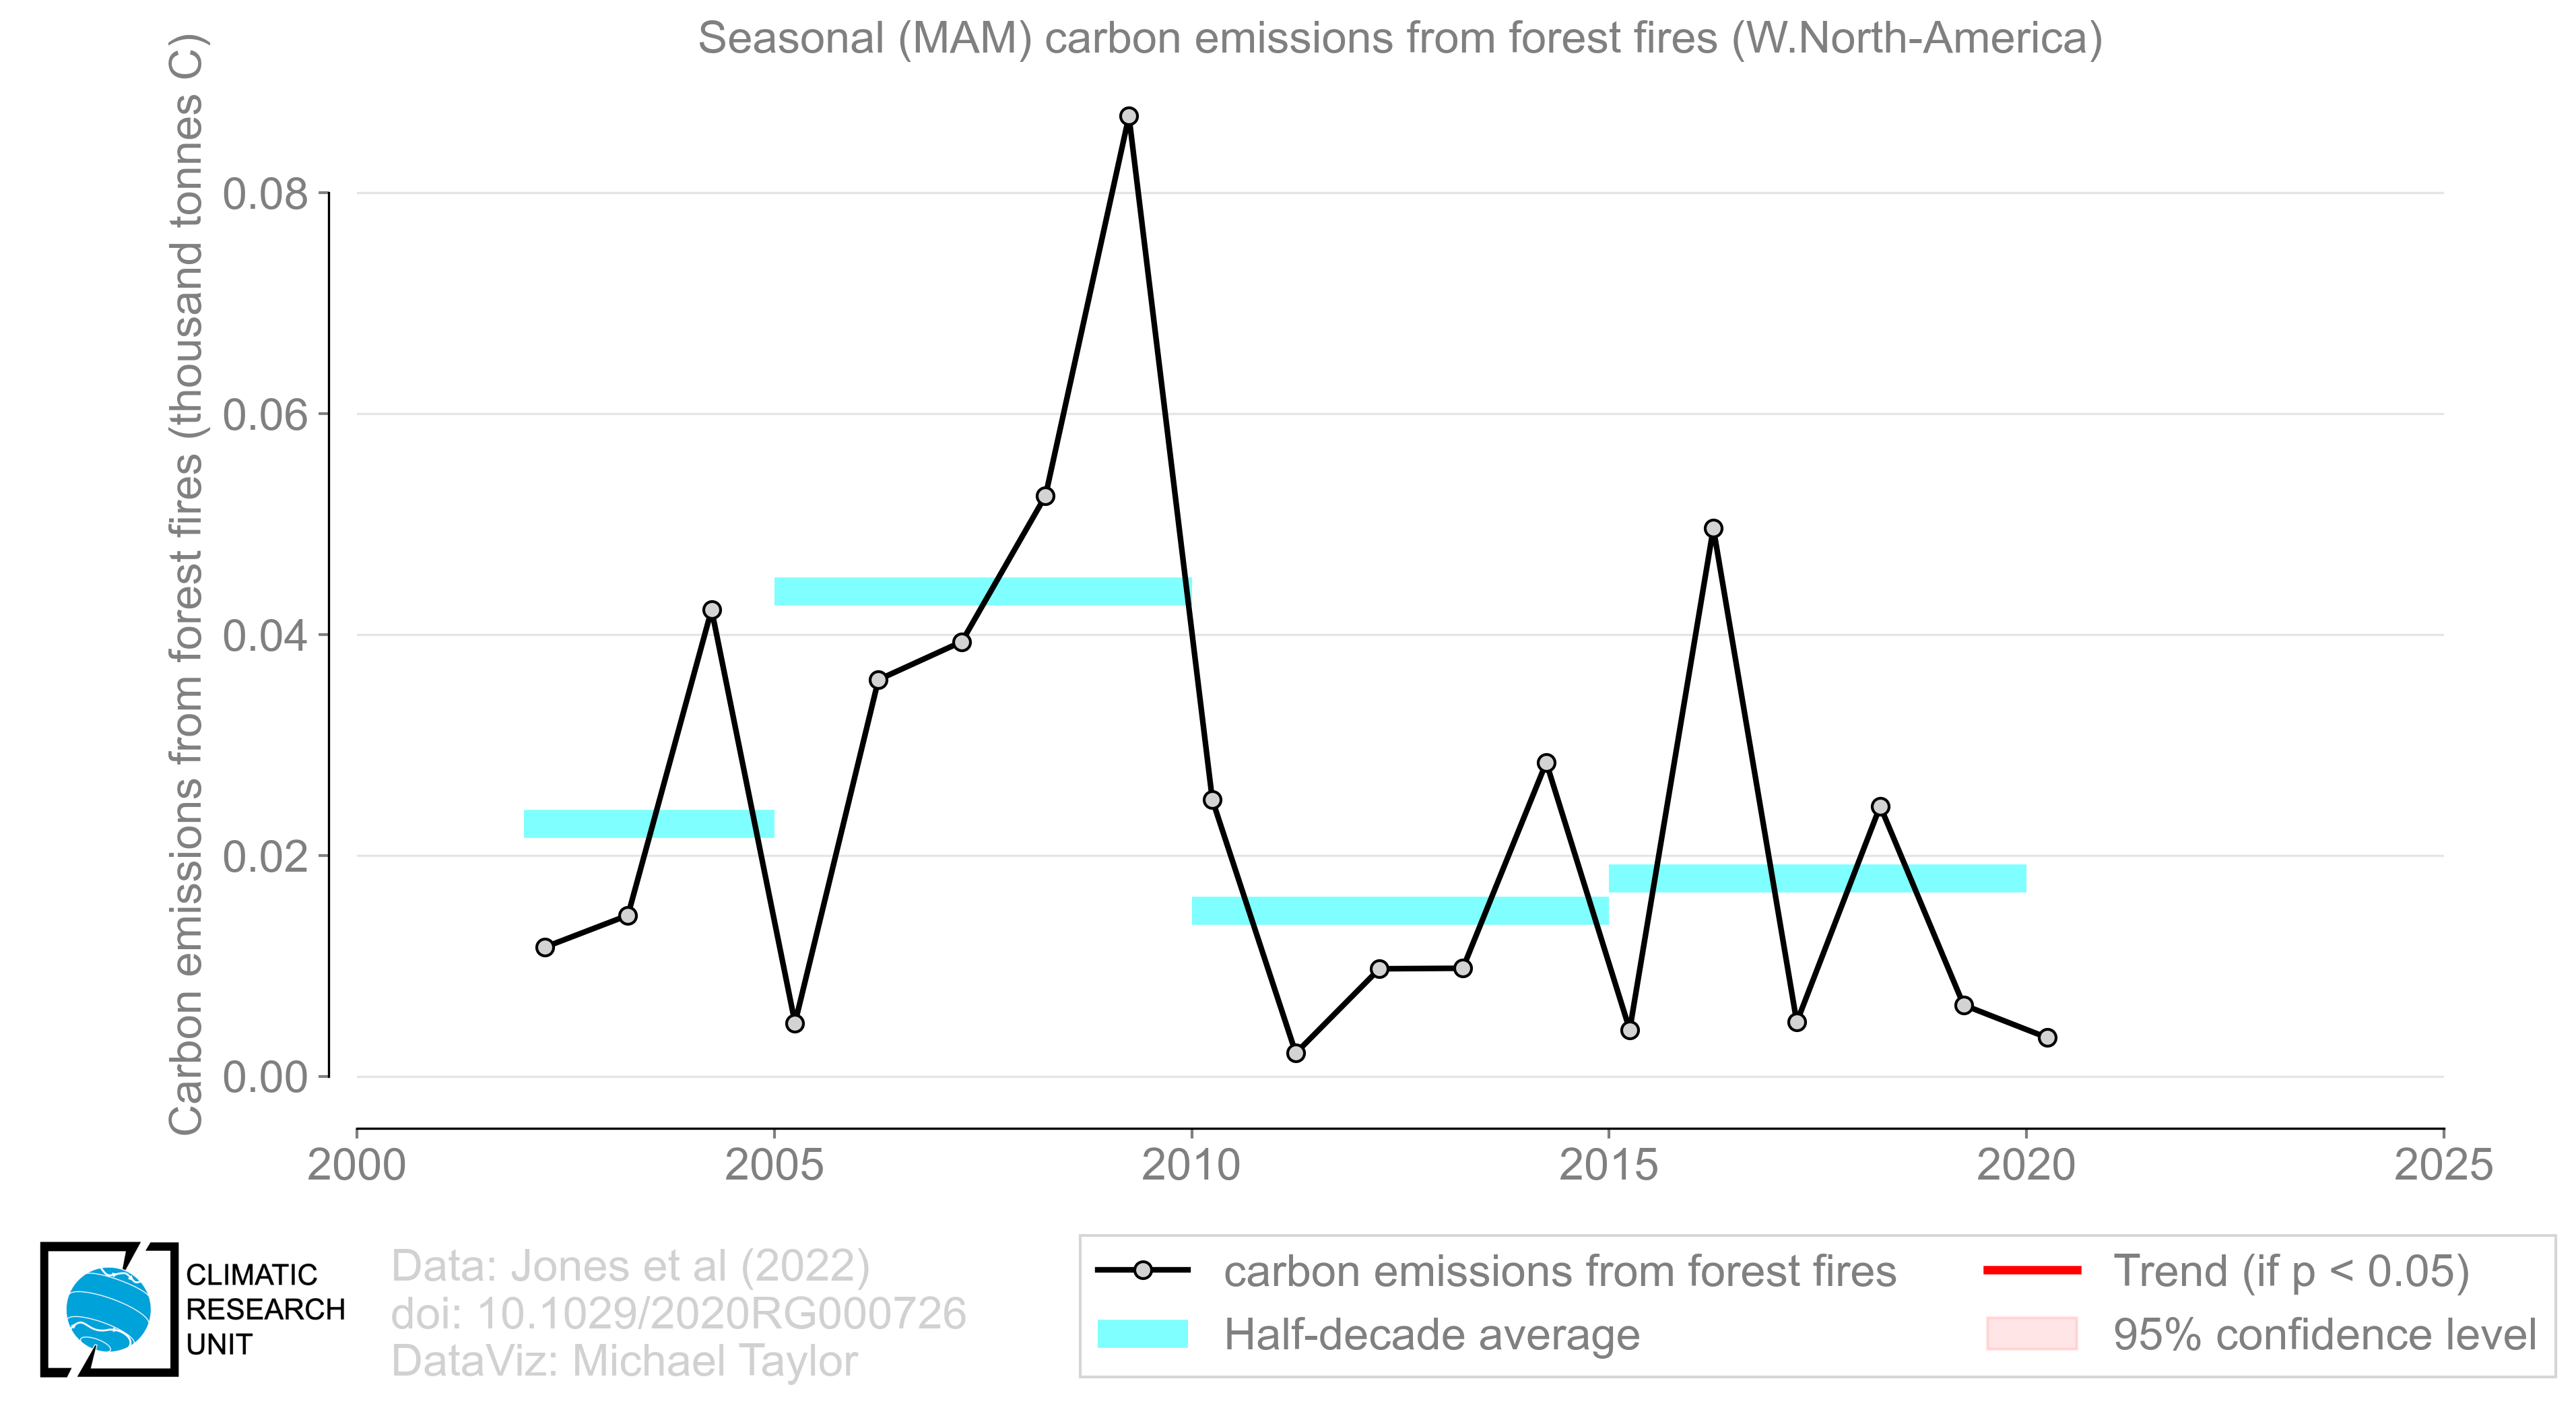 Seasonal (MAM) carbon emissions from forest fires (W.North-America)
Carbon emissions from forest fires (thousand tonnes C)
0.08
0.06
0.04
0.02
0.00
2000 2005 2010 2015 2020 2025
CLIMATIC
RESEARCH
UNIT
Data: Jones et al (2022)
doi: 10.1029/2020RG000726
DataViz: Michael Taylor
carbon emissions from forest fires
Half-decade average
Trend (if p < 0.05)
95% confidence level